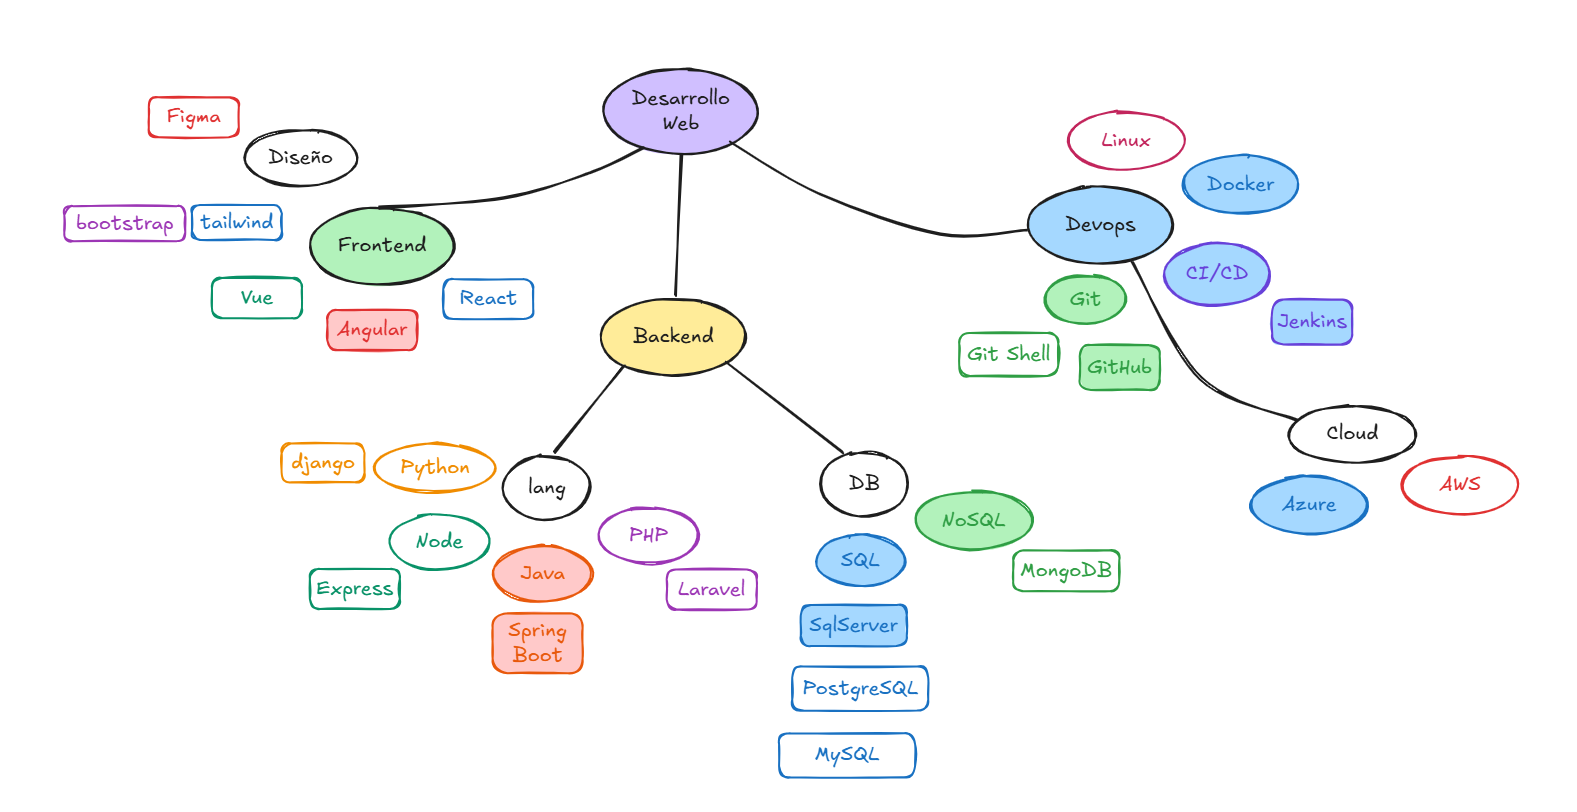 Desarrollo
Web
Figma
Diseño
bootstrap
tailwind
Frontend
Vue
Angular
React
Backend
django
Python
lang
Node
Express
Java
Spring
Boot
PHP
Laravel
DB
NoSQL
MongoDB
SQL
SqlServer
PostgreSQL
MySQL
Linux
Docker
Devops
CI/CD
Jenkins
Git
Git Shell
GitHub
Cloud
Azure
AWS